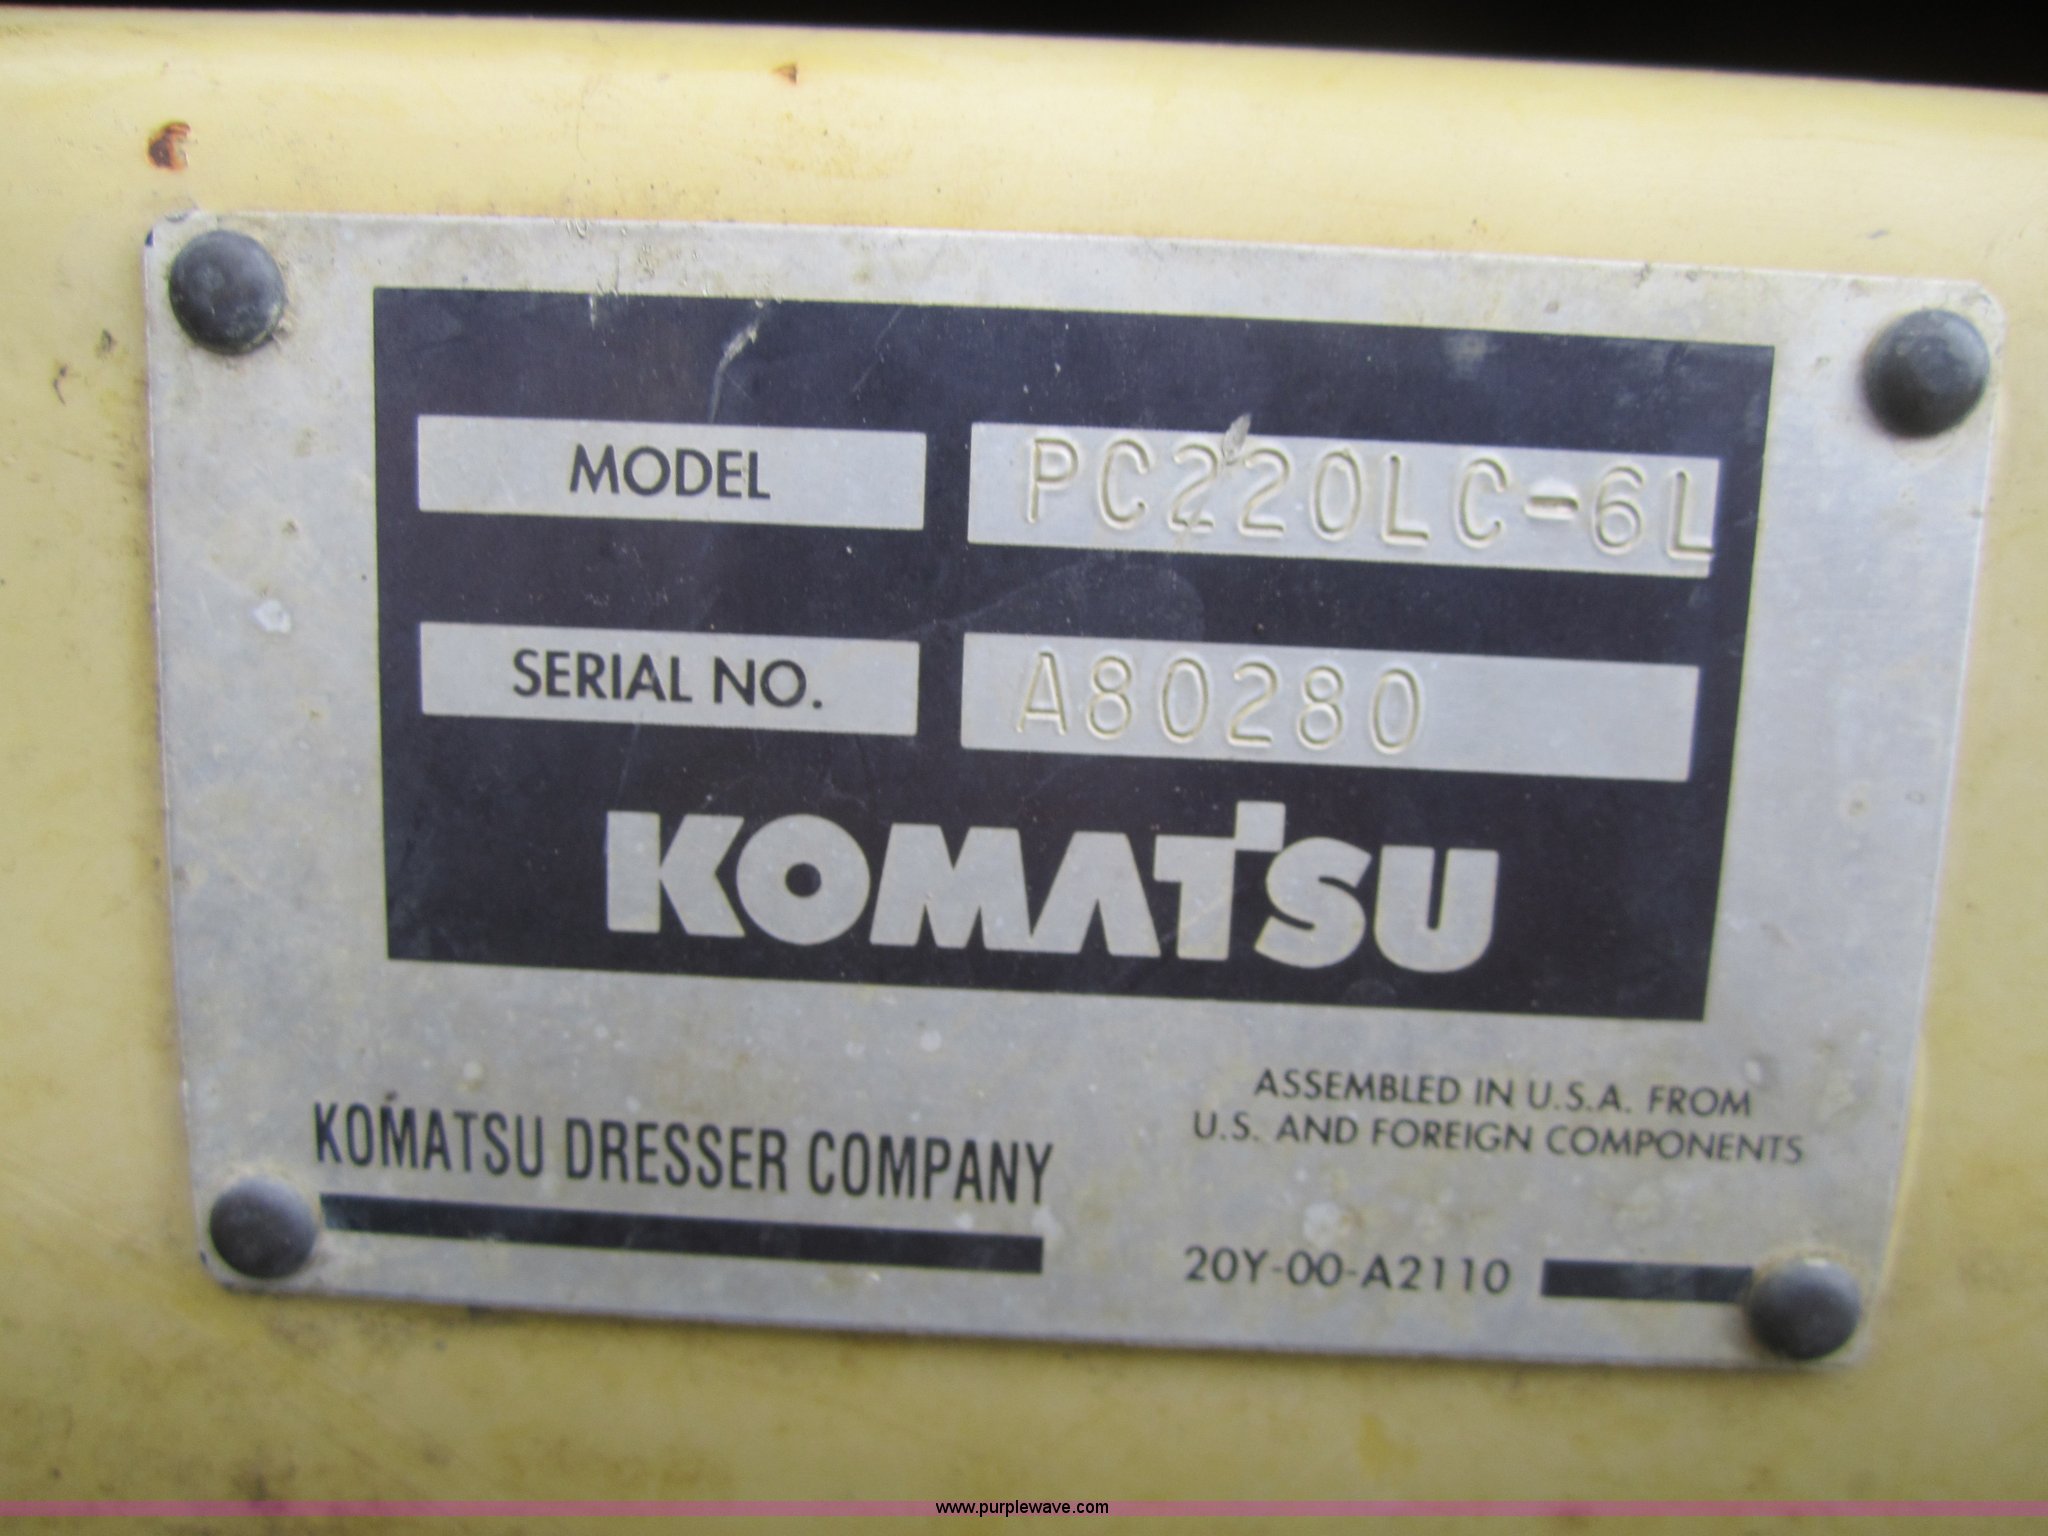 MODEL PC220LC-6L
SERIAL NO. A80280
KOMATSU
KOMATSU DRESSER COMPANY
ASSEMBLED IN U.S.A. FROM
U.S. AND FOREIGN COMPONENTS
20Y-00-A2110
www.purplewave.com